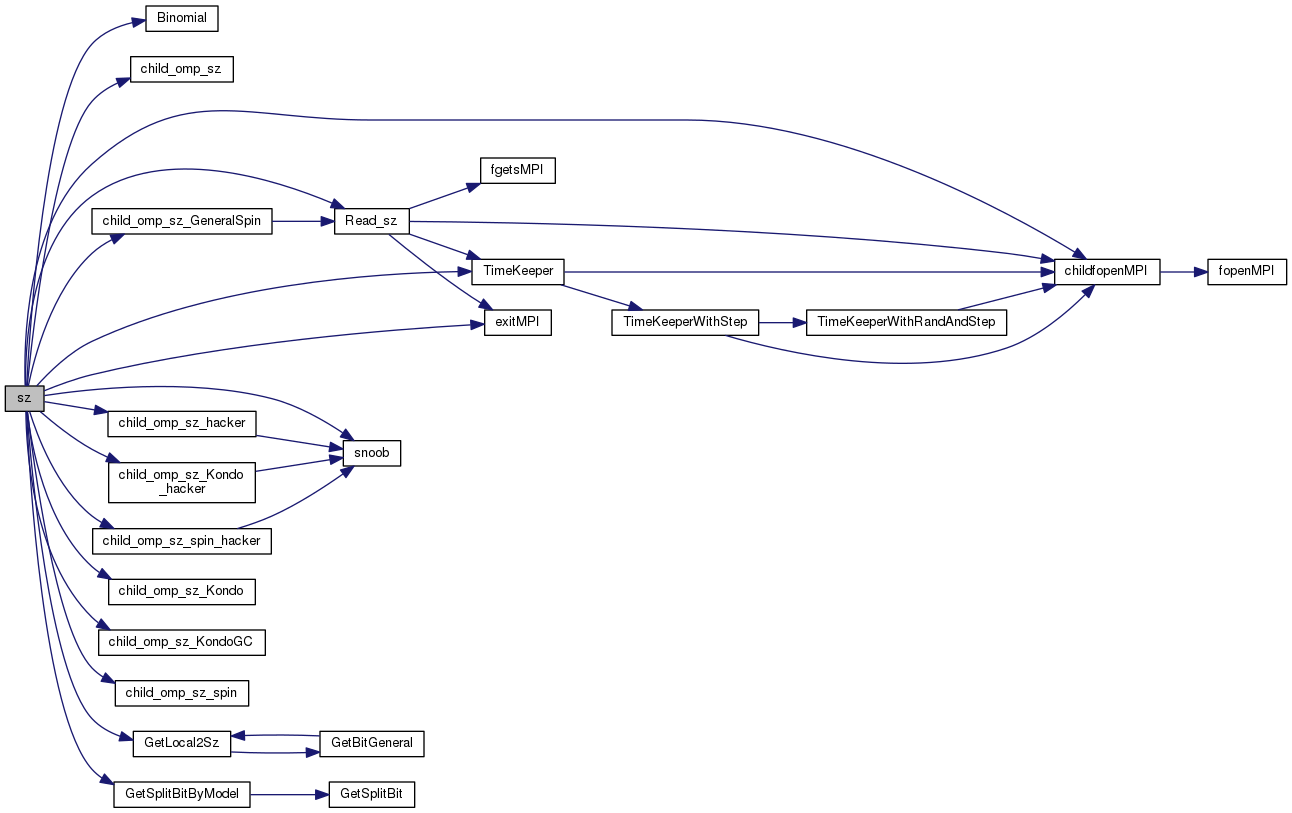 Binomial
child_omp_sz
fgetsMPI
child_omp_sz_GeneralSpin
Read_sz
TimeKeeper
childfopenMPI
fopenMPI
exitMPI
TimeKeeperWithStep
TimeKeeperWithRandAndStep
sz
child_omp_sz_hacker
snoob
child_omp_sz_Kondo
_hacker
child_omp_sz_spin_hacker
child_omp_sz_Kondo
child_omp_sz_KondoGC
child_omp_sz_spin
GetLocal2Sz
GetBitGeneral
GetSplitBitByModel
GetSplitBit